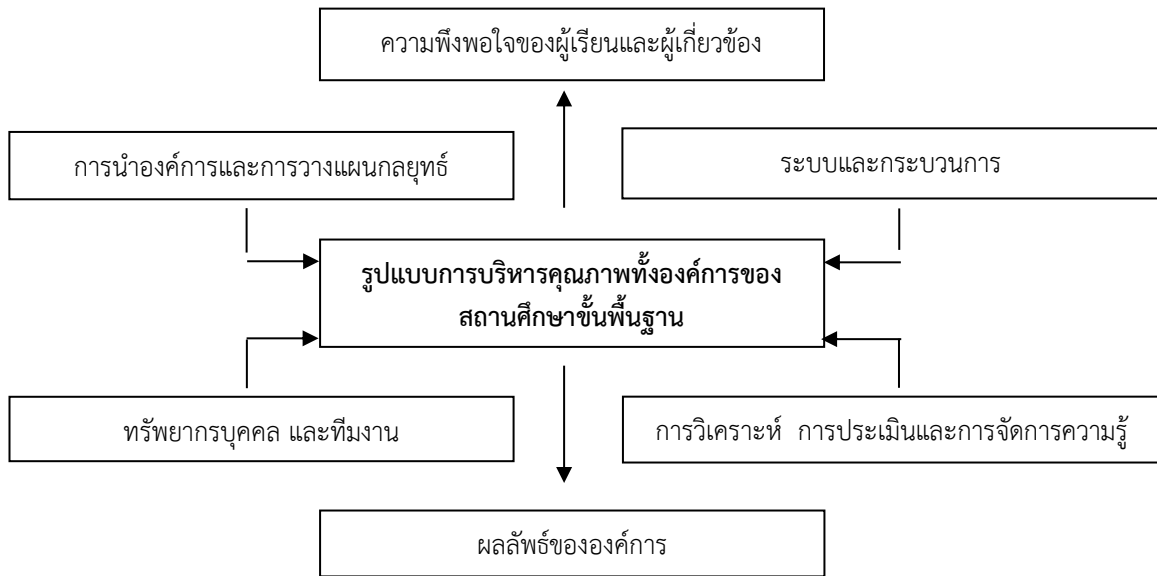 ความพึงพอใจของผู้เรียนและผู้เกี่ยวข้อง
การนำองค์การและการวางแผนกลยุทธ์
ระบบและกระบวนการ
รูปแบบการบริหารคุณภาพทั้งองค์การของ
สถานศึกษาขั้นพื้นฐาน
ทรัพยากรบุคคล และทีมงาน
การวิเคราะห์  การประเมินและการจัดการความรู้
ผลลัพธ์ขององค์การ